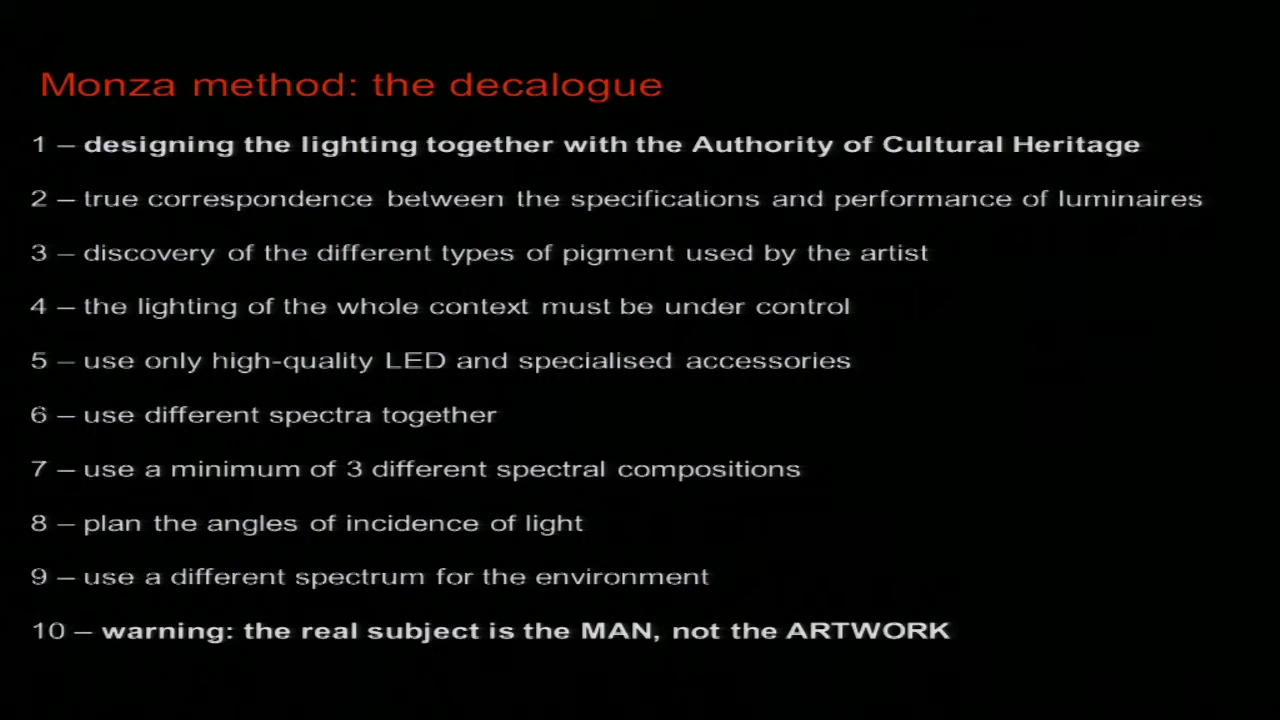 Monza method: the decalogue
1 – designing the lighting together with the Authority of Cultural Heritage
2 – true correspondence between the specifications and performance of luminaires
3 – discovery of the different types of pigment used by the artist
4 – the lighting of the whole context must be under control
5 – use only high-quality LED and specialised accessories
6 – use different spectra together
7 – use a minimum of 3 different spectral compositions
8 – plan the angles of incidence of light
9 – use a different spectrum for the environment
10 – warning: the real subject is the MAN, not the ARTWORK